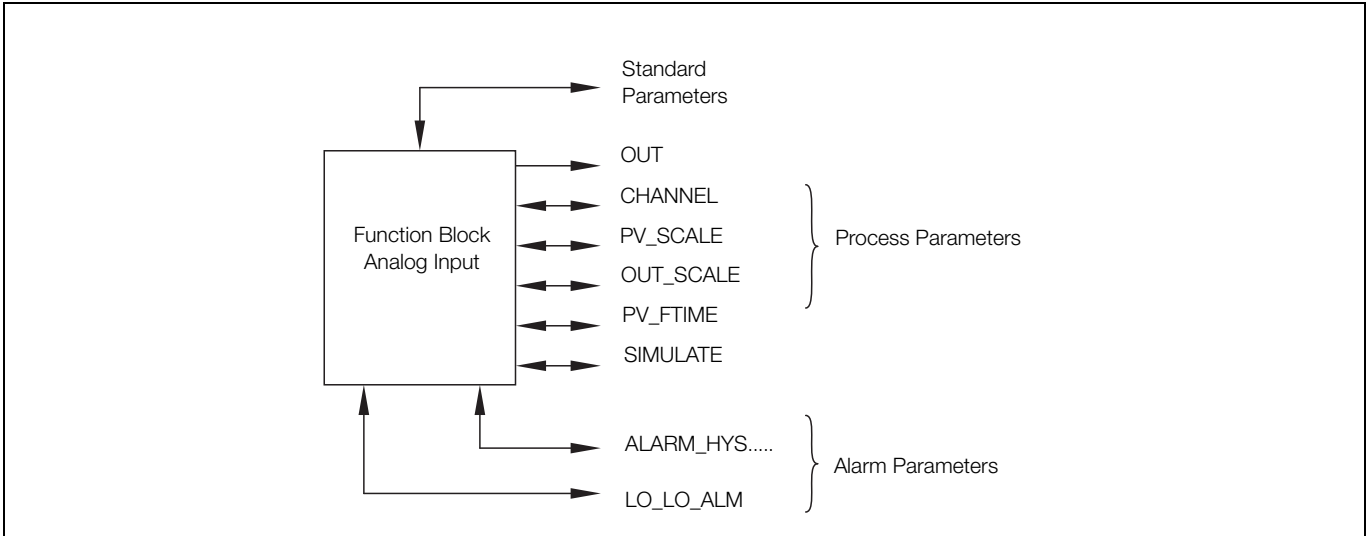 Standard
Parameters
OUT
CHANNEL
PV_SCALE
OUT_SCALE
PV_FTIME
SIMULATE
Function Block
Analog Input
Process Parameters
ALARM_HYS.....
LO_LO_ALM
Alarm Parameters